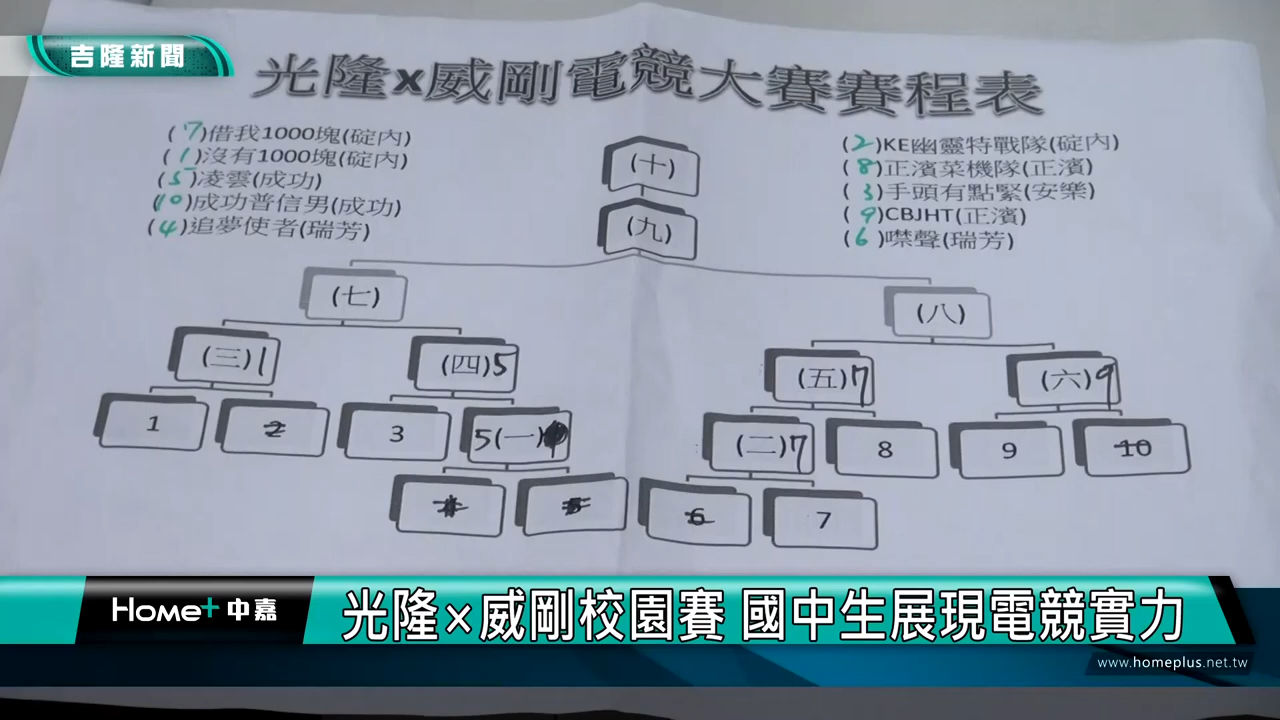 吉隆新聞
光隆x威剛電競大賽賽程表
(7)借我1000塊(碇內)
(1)沒有1000塊(碇內)
(5)凌雲(成功)
(10)成功普信男(成功)
(4)追夢使者(瑞芳)
(2)KE幽靈特戰隊(碇內)
(8)正濱菜機隊(正濱)
(3)手頭有點緊(安樂)
(9)CBJHT(正濱)
(6)噤聲(瑞芳)
(十)
(九)
(七)
(八)
(三)1
(四)5
(五)7
(六)9
1
2
3
5(一)
(二)7
8
9
10
4
5
6
7
Home+中嘉
光隆×威剛校園賽 國中生展現電競實力
www.homeplus.net.tw